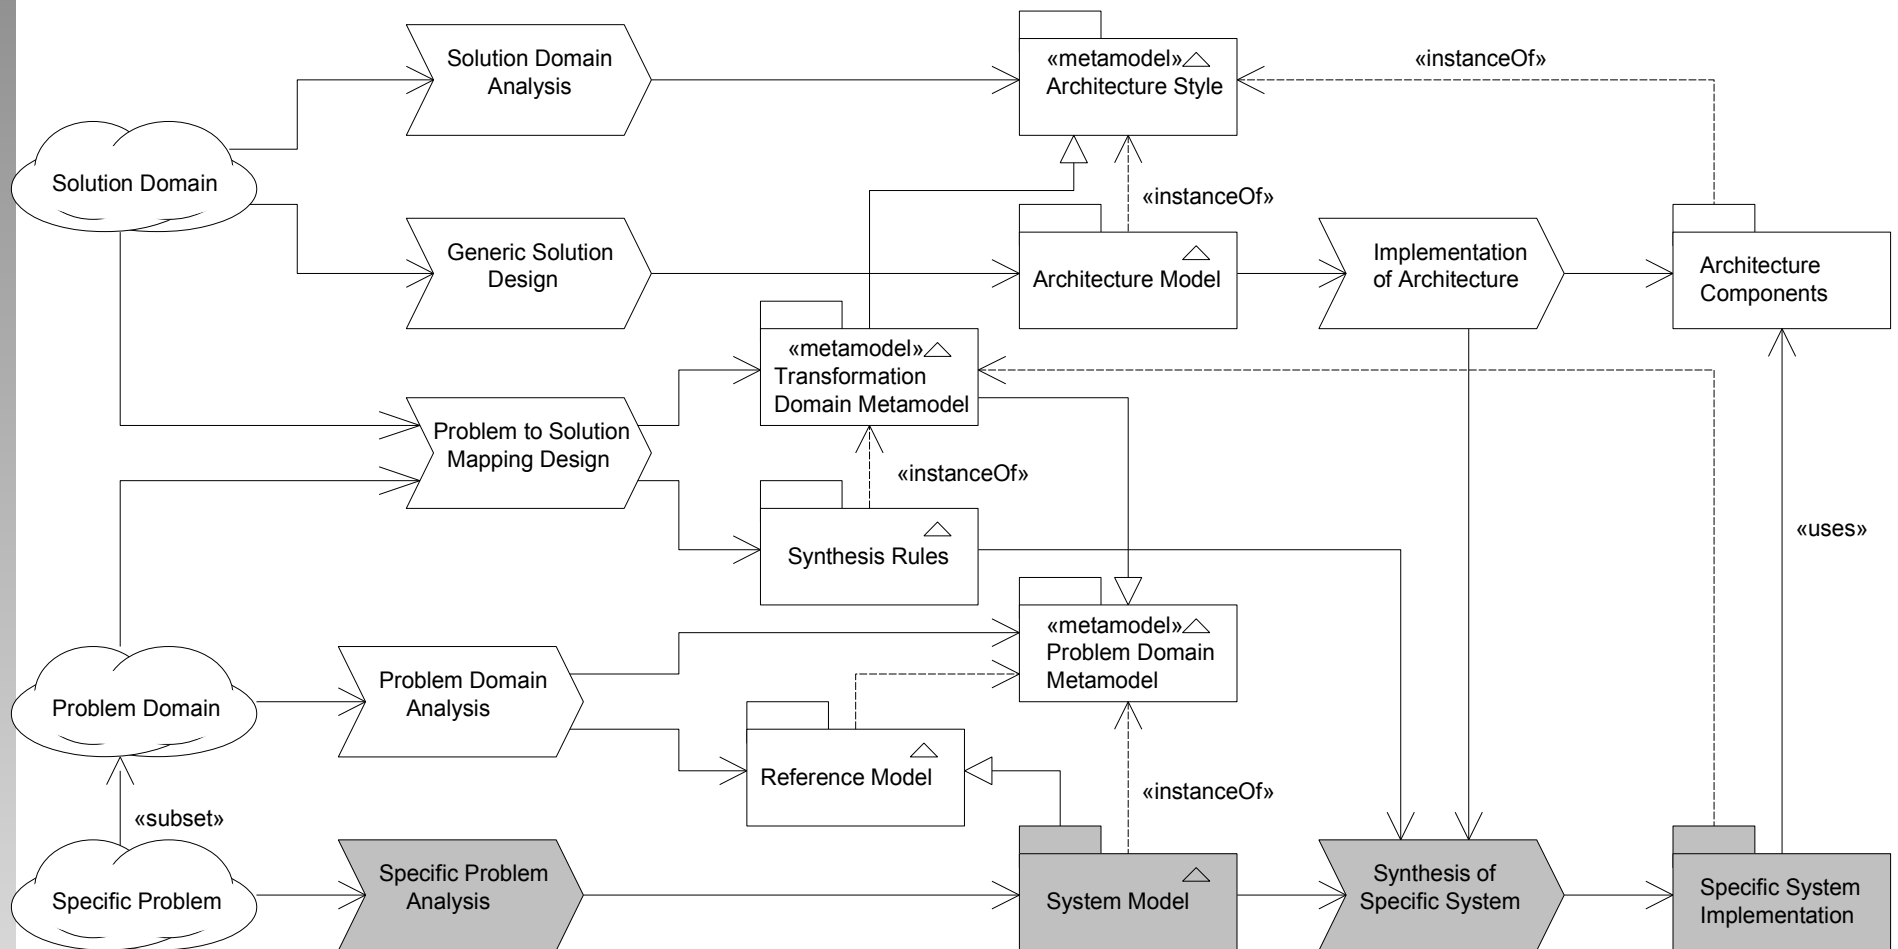 Solution Domain
Analysis
«metamodel»
Architecture Style
«instanceOf»
Solution Domain
«instanceOf»
Generic Solution
Design
Architecture Model
Implementation
of Architecture
Architecture
Components
«metamodel»
Transformation
Domain Metamodel
Problem to Solution
Mapping Design
«instanceOf»
«uses»
Synthesis Rules
«metamodel»
Problem Domain
Metamodel
Problem Domain
Problem Domain
Analysis
Reference Model
«instanceOf»
«subset»
Specific Problem
Specific Problem
Analysis
System Model
Synthesis of
Specific System
Specific System
Implementation